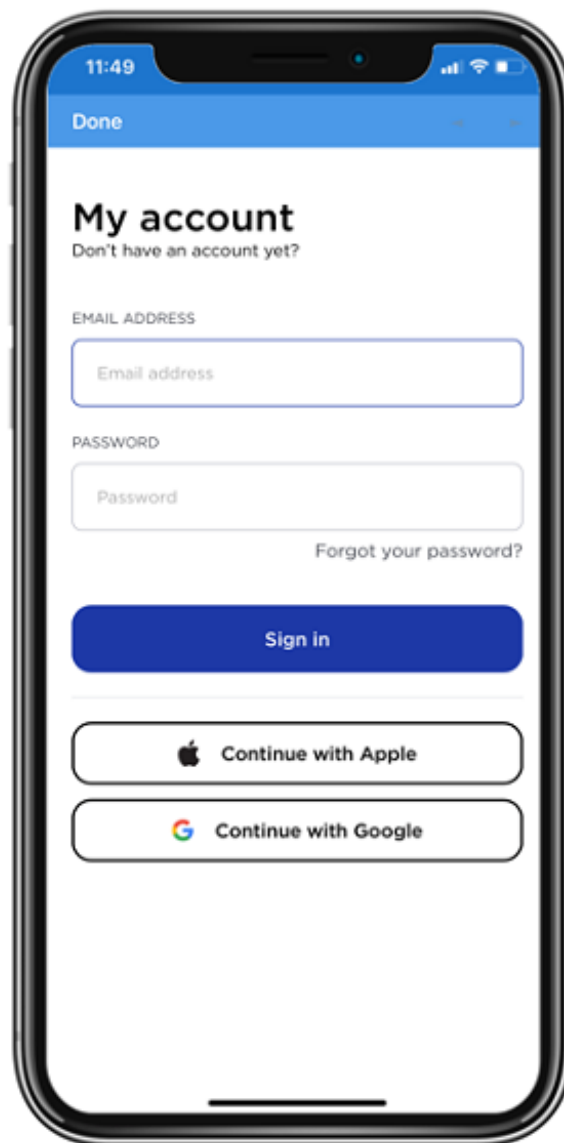 11:49
Done
My account
Don't have an account yet?
EMAIL ADDRESS
Email address
PASSWORD
Password
Forgot your password?
Sign in
Continue with Apple
Continue with Google